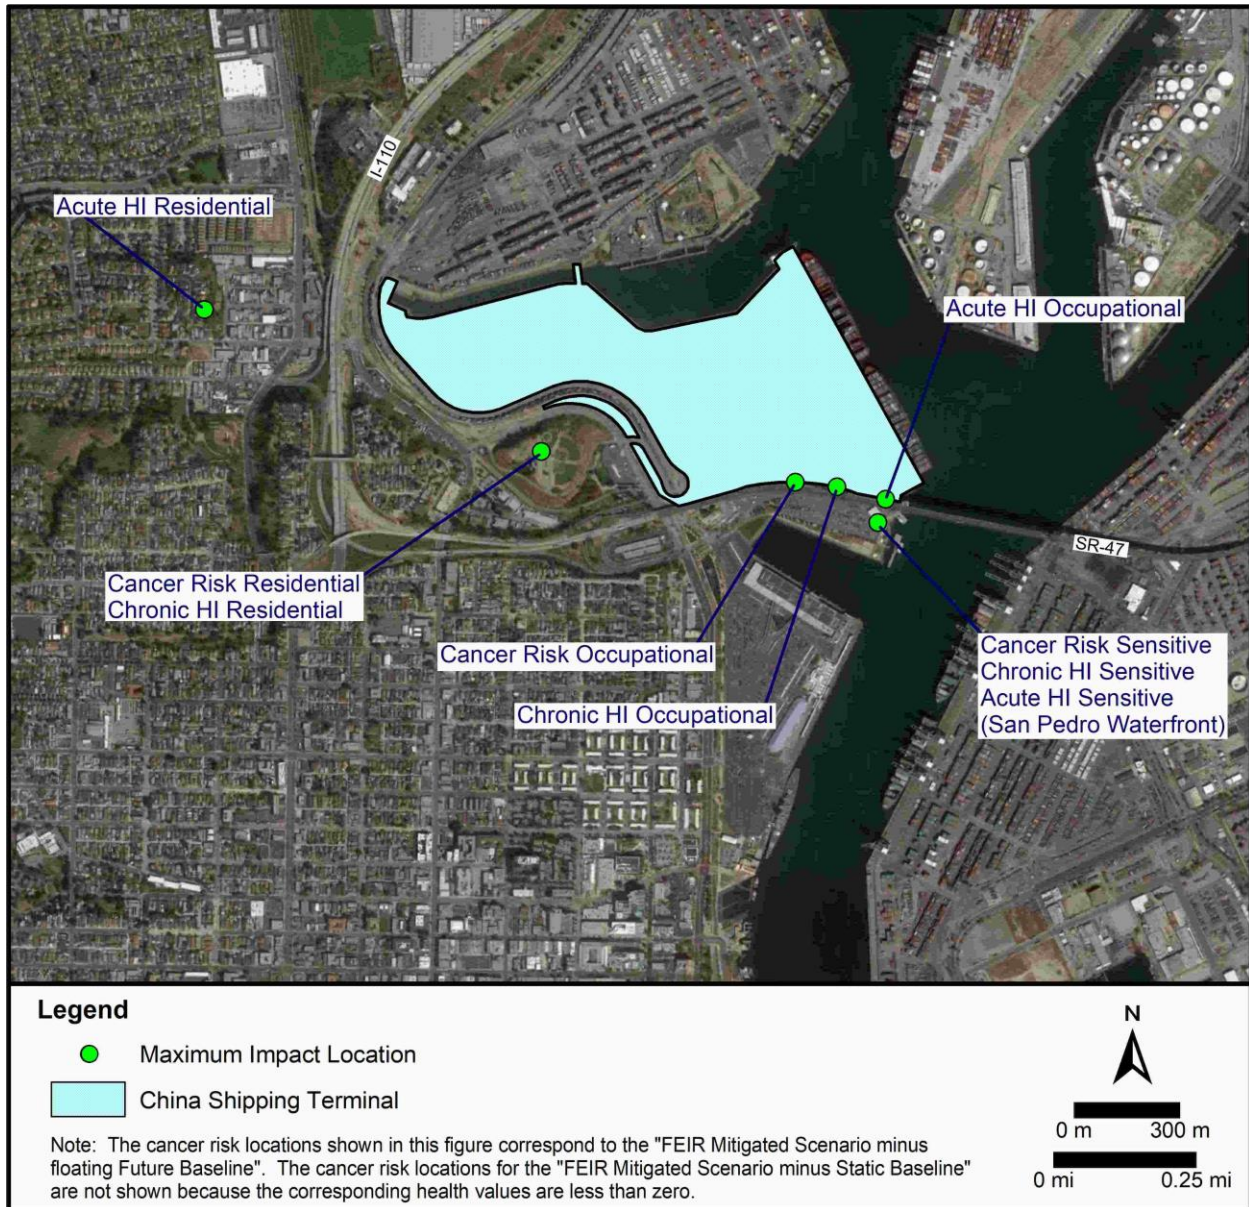 I-110
Acute HI Residential
Acute HI Occupational
SR-47
Cancer Risk Residential
Chronic HI Residential
Cancer Risk Occupational
Chronic HI Occupational
Cancer Risk Sensitive
Chronic HI Sensitive
Acute HI Sensitive
(San Pedro Waterfront)
Legend
Maximum Impact Location
China Shipping Terminal
Note: The cancer risk locations shown in this figure correspond to the "FEIR Mitigated Scenario minus
floating Future Baseline". The cancer risk locations for the "FEIR Mitigated Scenario minus Static Baseline"
are not shown because the corresponding health values are less than zero.
N
0 m 300 m
0 mi 0.25 mi